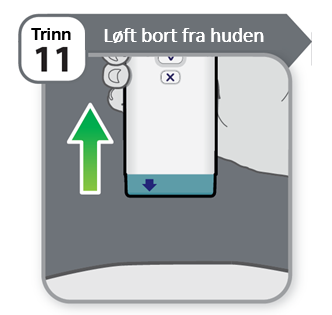 Trinn
11
Løft bort fra huden